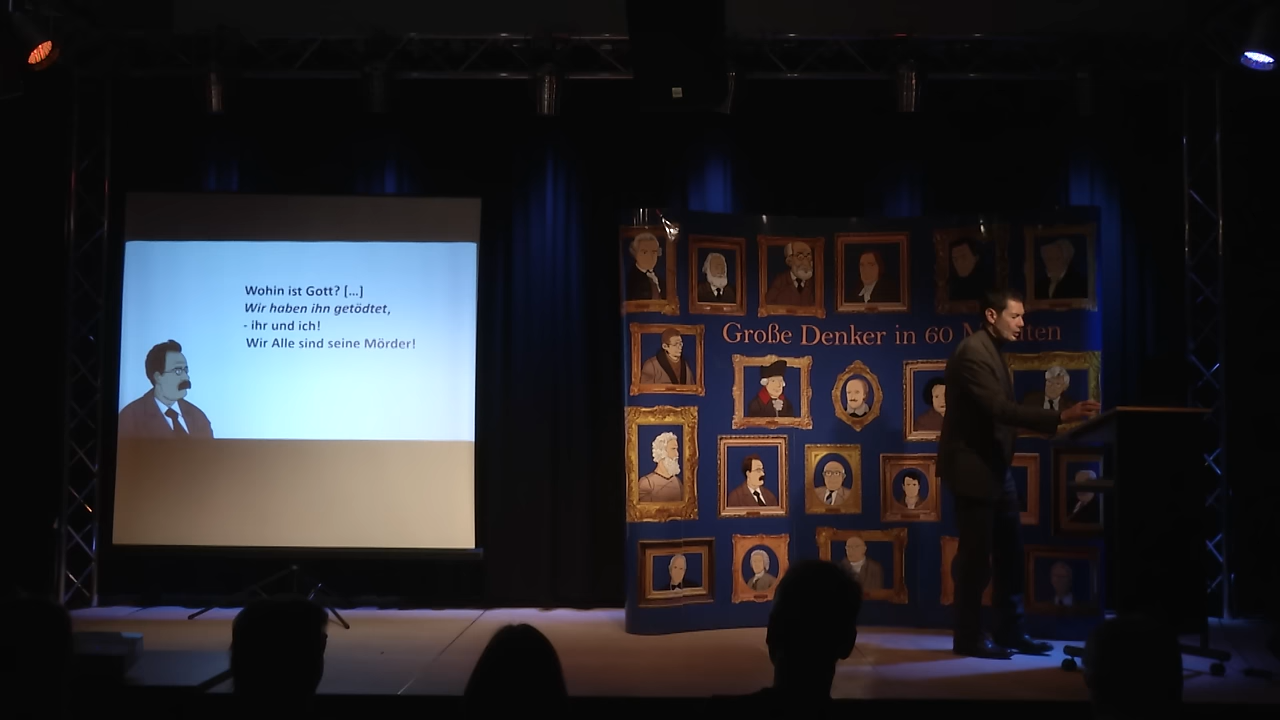 Wohin ist Gott? [...]
Wir haben ihn getödtet,
- ihr und ich!
Wir Alle sind seine Mörder!
Große Denker in 60 M ten